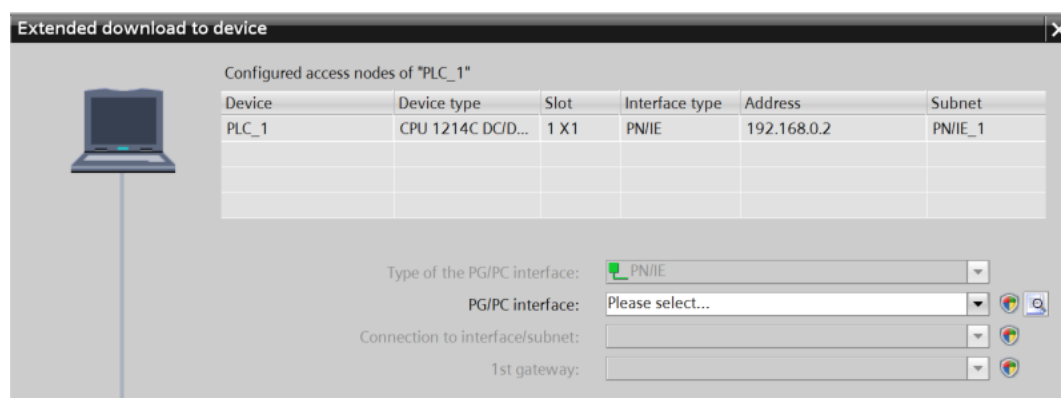 Extended download to device
Configured access nodes of "PLC_1"
Device Device type Slot Interface type Address Subnet
PLC_1 CPU 1214C DC/D... 1 X1 PN/IE 192.168.0.2 PN/IE_1
Type of the PG/PC interface: PN/IE
PG/PC interface: Please select...
Connection to interface/subnet:
1st gateway: